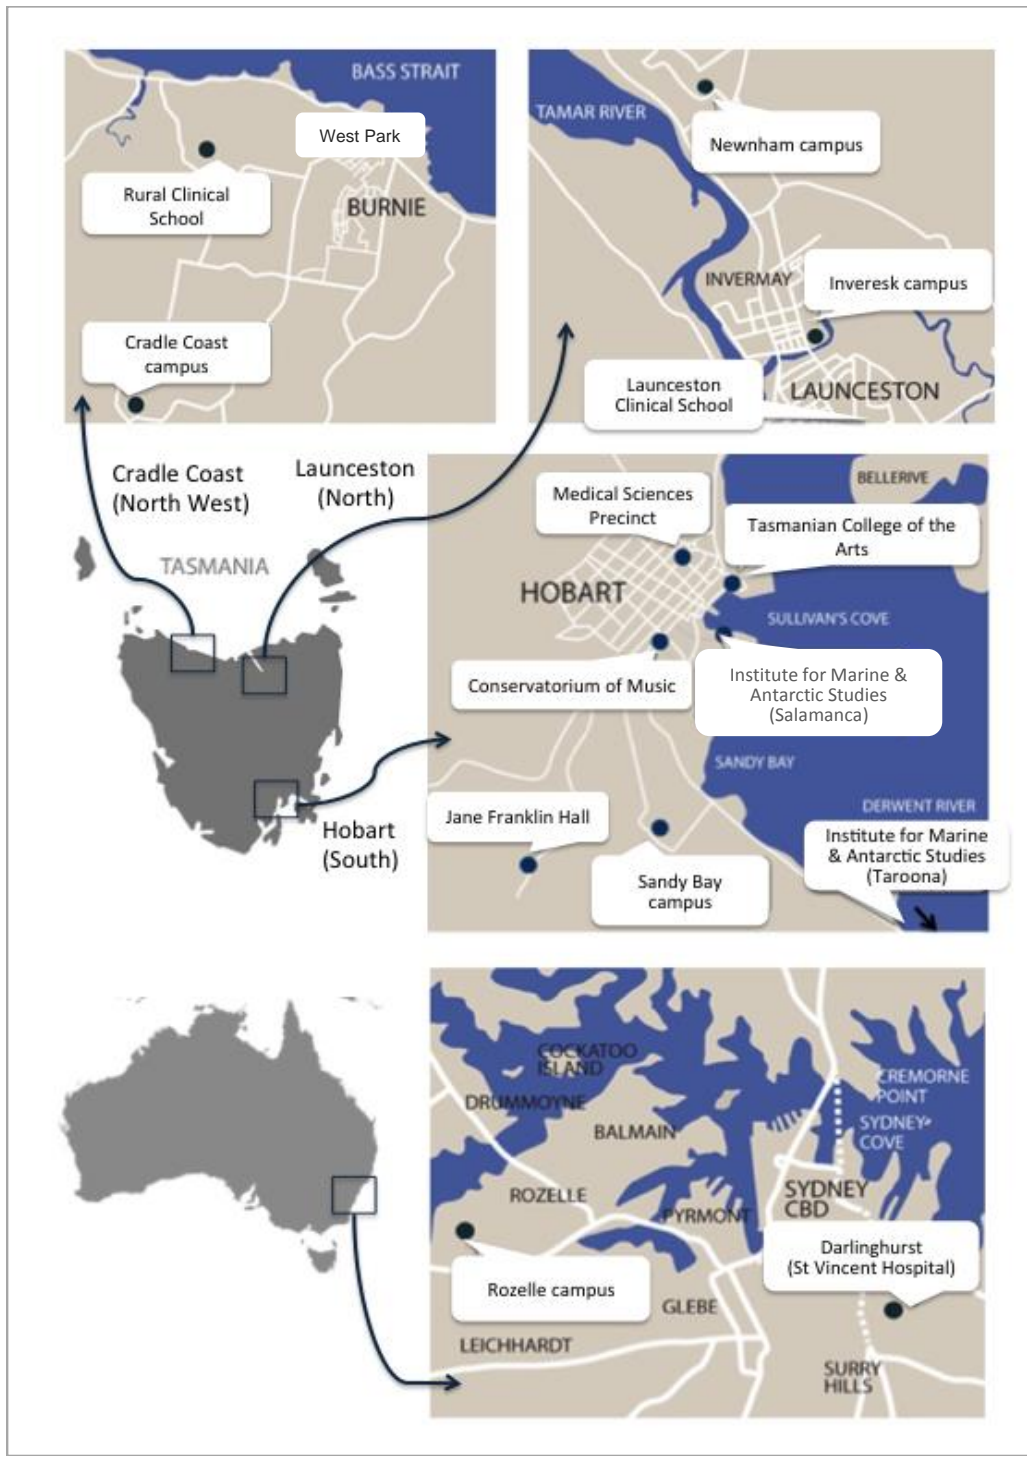 BASS STRAIT
West Park
Rural Clinical
School
BURNIE
Cradle Coast
campus
TAMAR RIVER
Newnham campus
INVERMAY
Inveresk campus
Launceston
Clinical School
LAUNCESTON
Cradle Coast
(North West)
Launceston
(North)
TASMANIA
Hobart
(South)
BELLERIVE
Medical Sciences
Precinct
Tasmanian College of the
Arts
HOBART
SULLIVAN'S COVE
Conservatorium of Music
Institute for Marine &
Antarctic Studies
(Salamanca)
SANDY BAY
DERWENT RIVER
Jane Franklin Hall
Institute for Marine
& Antarctic Studies
(Taroona)
Sandy Bay
campus
COCKATOO
ISLAND
CREMORNE
POINT
DRUMMOYNE
BALMAIN
SYDNEY
COVE
ROZELLE
SYDNEY
CBD
PYRMONT
Darlinghurst
(St Vincent Hospital)
Rozelle campus
GLEBE
LEICHHARDT
SURRY
HILLS